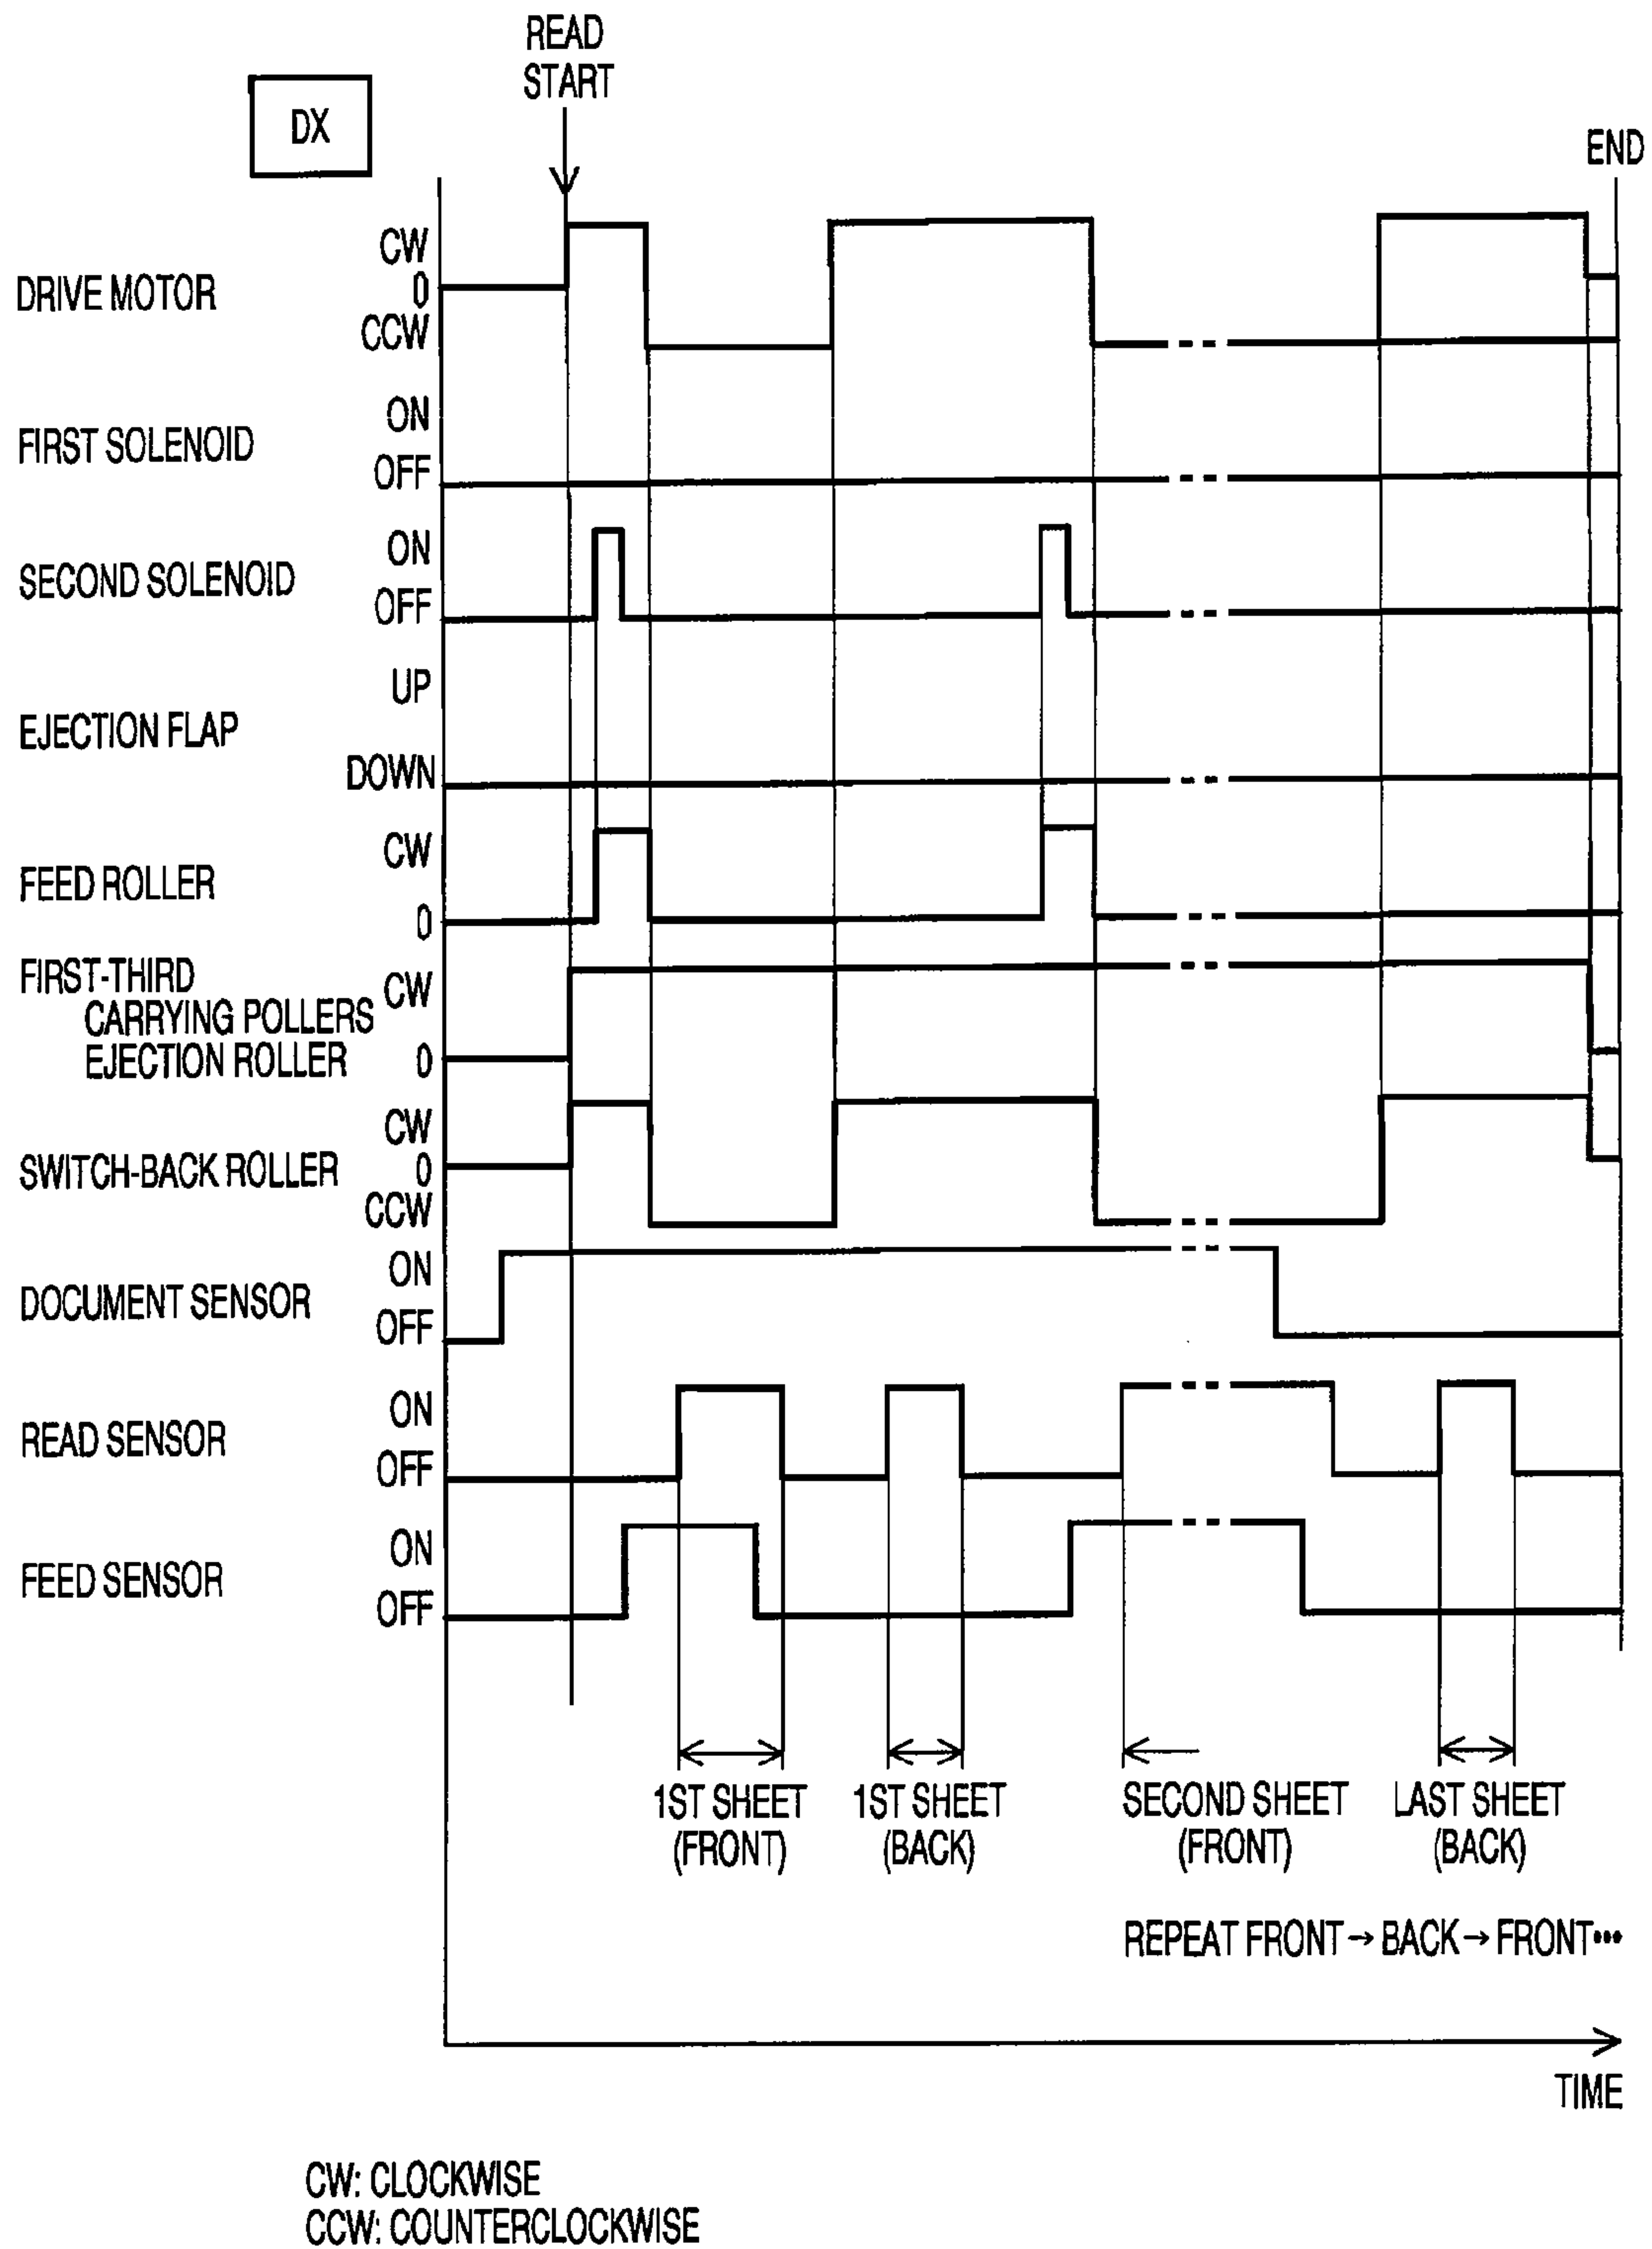 READ
START
DX
END
DRIVE MOTOR
CW
0
CCW
FIRST SOLENOID
ON
OFF
SECOND SOLENOID
ON
OFF
EJECTION FLAP
UP
DOWN
FEED ROLLER
CW
0
FIRST-THIRD
CARRYING POLLERS
EJECTION ROLLER
CW
0
SWITCH-BACK ROLLER
CW
0
CCW
DOCUMENT SENSOR
ON
OFF
READ SENSOR
ON
OFF
FEED SENSOR
ON
OFF
1ST SHEET
(FRONT)
1ST SHEET
(BACK)
SECOND SHEET
(FRONT)
LAST SHEET
(BACK)
REPEAT FRONT→BACK→FRONT•••
TIME
CW: CLOCKWISE
CCW: COUNTERCLOCKWISE